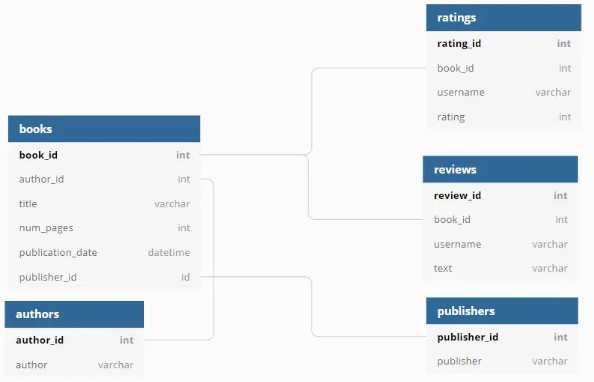 ratings
rating_id int
book_id int
username varchar
rating int
books
book_id int
author_id int
title varchar
num_pages int
publication_date datetime
publisher_id id
reviews
review_id int
book_id int
username varchar
text varchar
authors
author_id int
author varchar
publishers
publisher_id int
publisher varchar